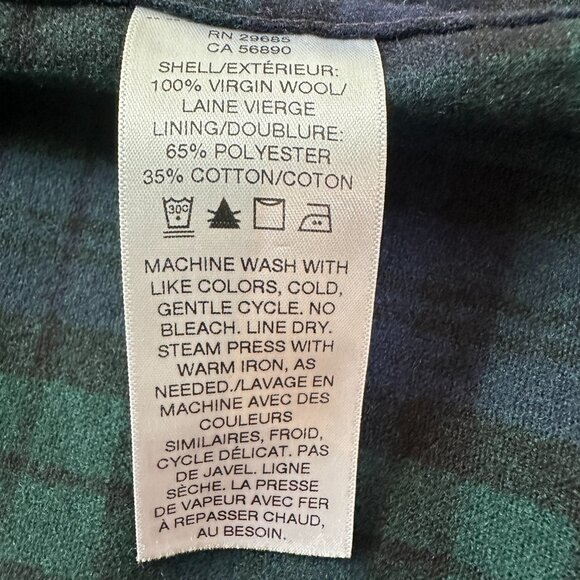 RN 29685
CA 56890
SHELL/EXTÉRIEUR:
100% VIRGIN WOOL/
LAINE VIERGE
LINING/DOUBLURE:
65% POLYESTER
35% COTTON/COTON
30C
MACHINE WASH WITH
LIKE COLORS, COLD,
GENTLE CYCLE. NO
BLEACH. LINE DRY.
STEAM PRESS WITH
WARM IRON, AS
NEEDED./LAVAGE EN
MACHINE AVEC DES
COULEURS
SIMILAIRES, FROID,
CYCLE DÉLICAT. PAS
DE JAVEL. LIGNE
SÈCHE. LA PRESSE
DE VAPEUR AVEC FER
À REPASSER CHAUD,
AU BESOIN.